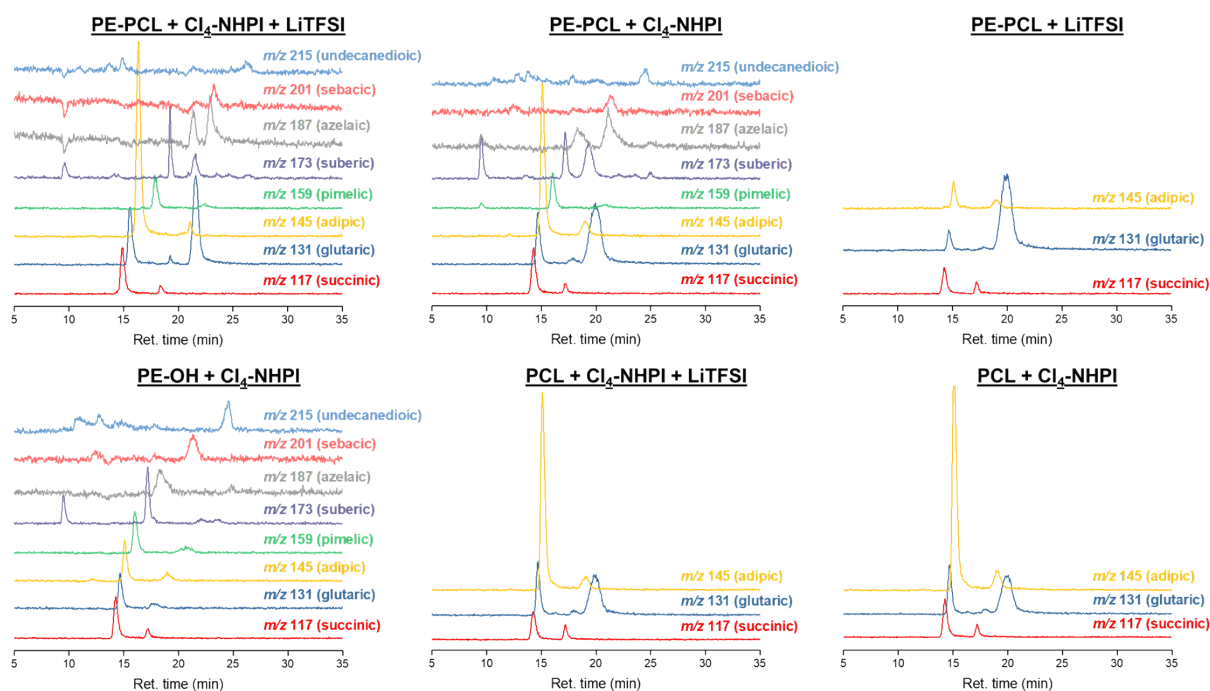 PE-PCL + Cl4-NHPI + LiTFSI
m/z 215 (undecanedioic)
m/z 201 (sebacic)
m/z 187 (azelaic)
m/z 173 (suberic)
m/z 159 (pimelic)
m/z 145 (adipic)
m/z 131 (glutaric)
m/z 117 (succinic)
5 10 15 20 25 30 35
Ret. time (min)
PE-PCL + Cl4-NHPI
m/z 215 (undecanedioic)
m/z 201 (sebacic)
m/z 187 (azelaic)
m/z 173 (suberic)
m/z 159 (pimelic)
m/z 145 (adipic)
m/z 131 (glutaric)
m/z 117 (succinic)
5 10 15 20 25 30 35
Ret. time (min)
PE-PCL + LiTFSI
m/z 145 (adipic)
m/z 131 (glutaric)
m/z 117 (succinic)
5 10 15 20 25 30 35
Ret. time (min)
PE-OH + Cl4-NHPI
m/z 215 (undecanedioic)
m/z 201 (sebacic)
m/z 187 (azelaic)
m/z 173 (suberic)
m/z 159 (pimelic)
m/z 145 (adipic)
m/z 131 (glutaric)
m/z 117 (succinic)
5 10 15 20 25 30 35
Ret. time (min)
PCL + Cl4-NHPI + LiTFSI
m/z 145 (adipic)
m/z 131 (glutaric)
m/z 117 (succinic)
5 10 15 20 25 30 35
Ret. time (min)
PCL + Cl4-NHPI
m/z 145 (adipic)
m/z 131 (glutaric)
m/z 117 (succinic)
5 10 15 20 25 30 35
Ret. time (min)